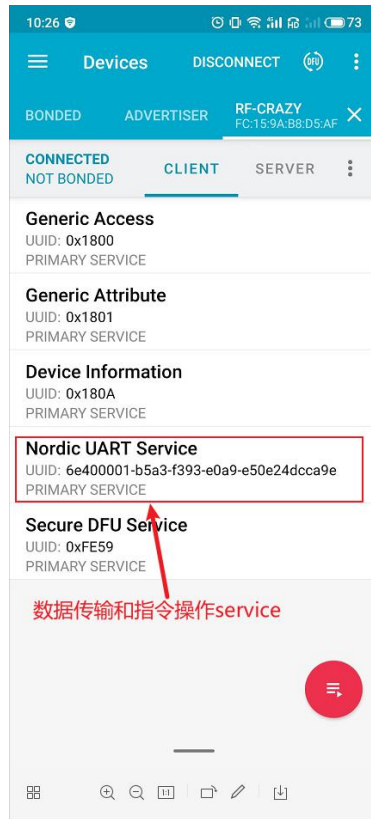 10:26 73
Devices DISCONNECT DFU
BONDED ADVERTISER RF-CRAZY
FC:15:9A:B8:D5:AF
CONNECTED
NOT BONDED CLIENT SERVER
Generic Access
UUID: 0x1800
PRIMARY SERVICE
Generic Attribute
UUID: 0x1801
PRIMARY SERVICE
Device Information
UUID: 0x180A
PRIMARY SERVICE
Nordic UART Service
UUID: 6e400001-b5a3-f393-e0a9-e50e24dcca9e
PRIMARY SERVICE
Secure DFU Service
UUID: 0xFE59
PRIMARY SERVICE
数据传输和指令操作service
1:1